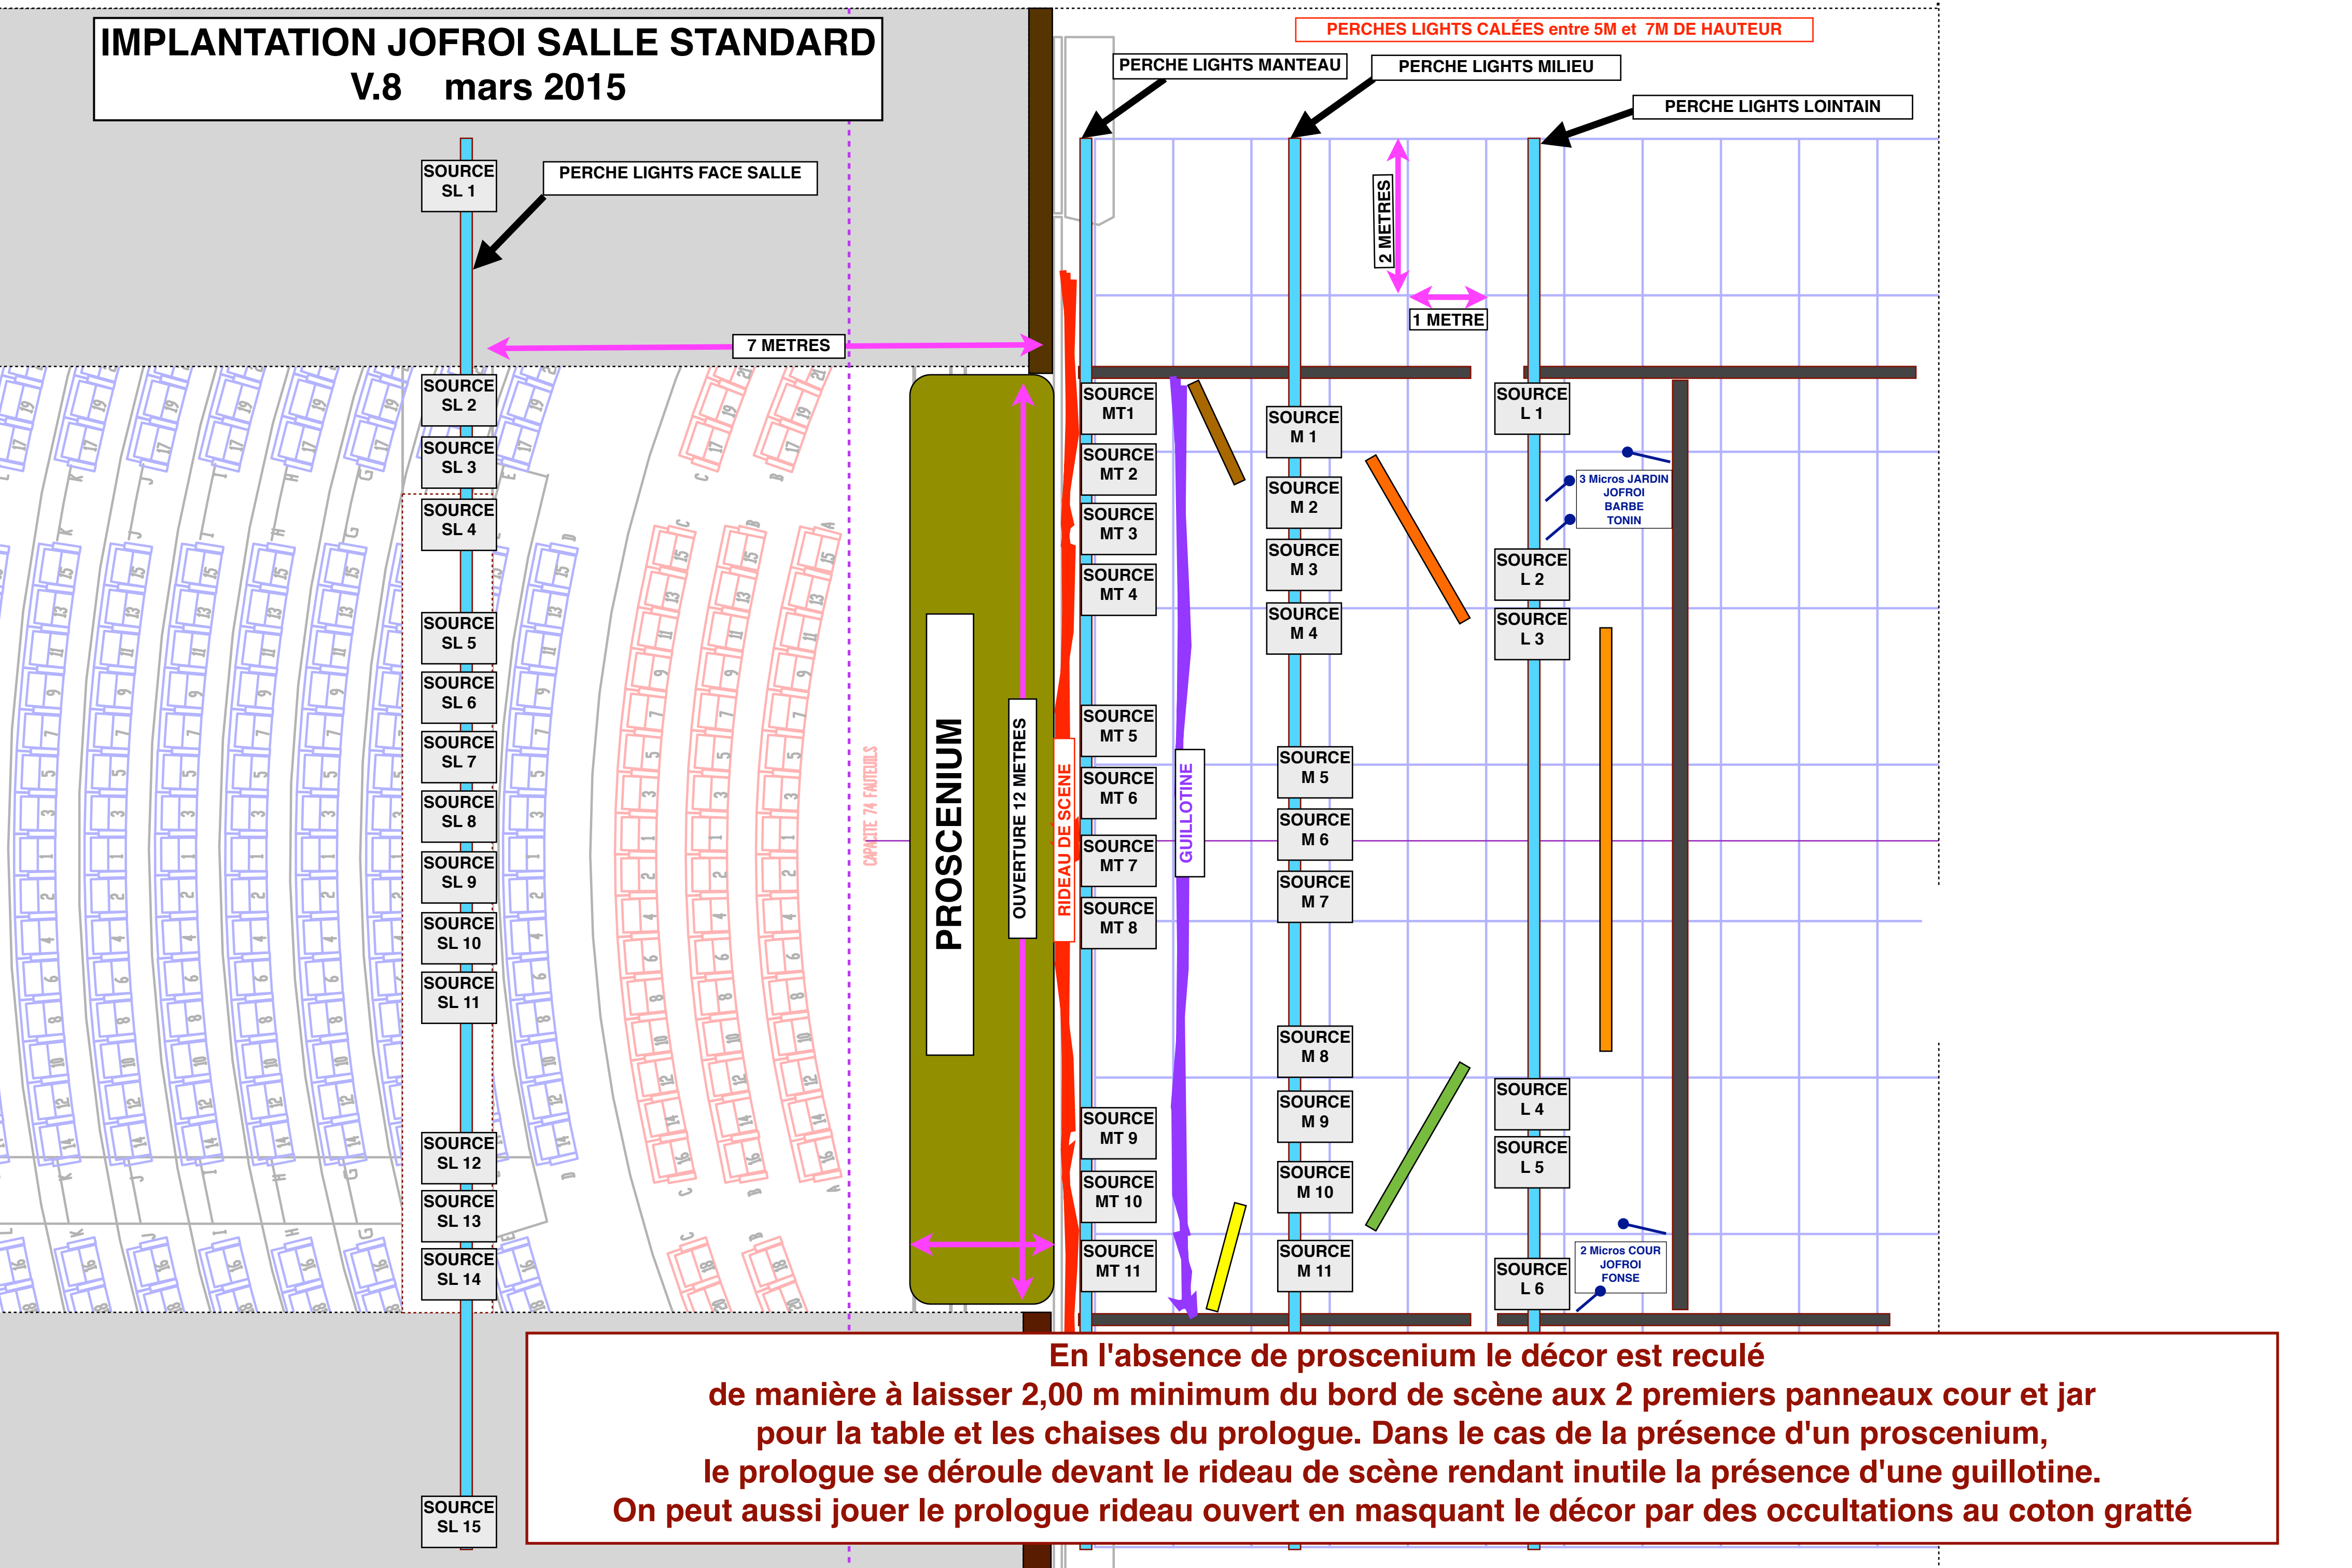 IMPLANTATION JOFROI SALLE STANDARD
V.8 mars 2015
PERCHES LIGHTS CALÉES entre 5M et 7M DE HAUTEUR
PERCHE LIGHTS MANTEAU
PERCHE LIGHTS MILIEU
PERCHE LIGHTS LOINTAIN
PERCHE LIGHTS FACE SALLE
2 METRES
1 METRE
7 METRES
SOURCE
SL 1
SOURCE
SL 2
SOURCE
SL 3
SOURCE
SL 4
SOURCE
SL 5
SOURCE
SL 6
SOURCE
SL 7
SOURCE
SL 8
SOURCE
SL 9
SOURCE
SL 10
SOURCE
SL 11
SOURCE
SL 12
SOURCE
SL 13
SOURCE
SL 14
SOURCE
SL 15
CAPACITE 74 FAUTEUILS
PROSCENIUM
OUVERTURE 12 METRES
RIDEAU DE SCENE
SOURCE
MT1
SOURCE
MT 2
SOURCE
MT 3
SOURCE
MT 4
SOURCE
MT 5
SOURCE
MT 6
SOURCE
MT 7
SOURCE
MT 8
SOURCE
MT 9
SOURCE
MT 10
SOURCE
MT 11
GUILLOTINE
SOURCE
M 1
SOURCE
M 2
SOURCE
M 3
SOURCE
M 4
SOURCE
M 5
SOURCE
M 6
SOURCE
M 7
SOURCE
M 8
SOURCE
M 9
SOURCE
M 10
SOURCE
M 11
SOURCE
L 1
SOURCE
L 2
SOURCE
L 3
SOURCE
L 4
SOURCE
L 5
SOURCE
L 6
3 Micros JARDIN
JOFROI
BARBE
TONIN
2 Micros COUR
JOFROI
FONSE
En l'absence de proscenium le décor est reculé
de manière à laisser 2,00 m minimum du bord de scène aux 2 premiers panneaux cour et jar
pour la table et les chaises du prologue. Dans le cas de la présence d'un proscenium,
le prologue se déroule devant le rideau de scène rendant inutile la présence d'une guillotine.
On peut aussi jouer le prologue rideau ouvert en masquant le décor par des occultations au coton gratté